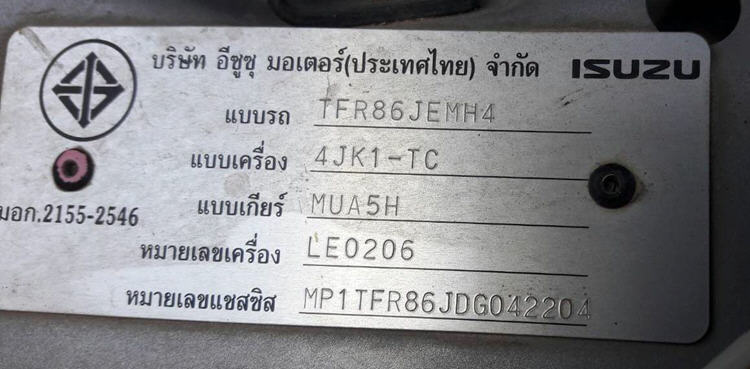 บริษัท อีซูซุ มอเตอร์(ประเทศไทย) จำกัด ISUZU
แบบรถ TFR86JEMH4
แบบเครื่อง 4JK1-TC
มอก.2155-2546
แบบเกียร์ MUA5H
หมายเลขเครื่อง LE0206
หมายเลขแชสซิส MP1TFR86JDG042204